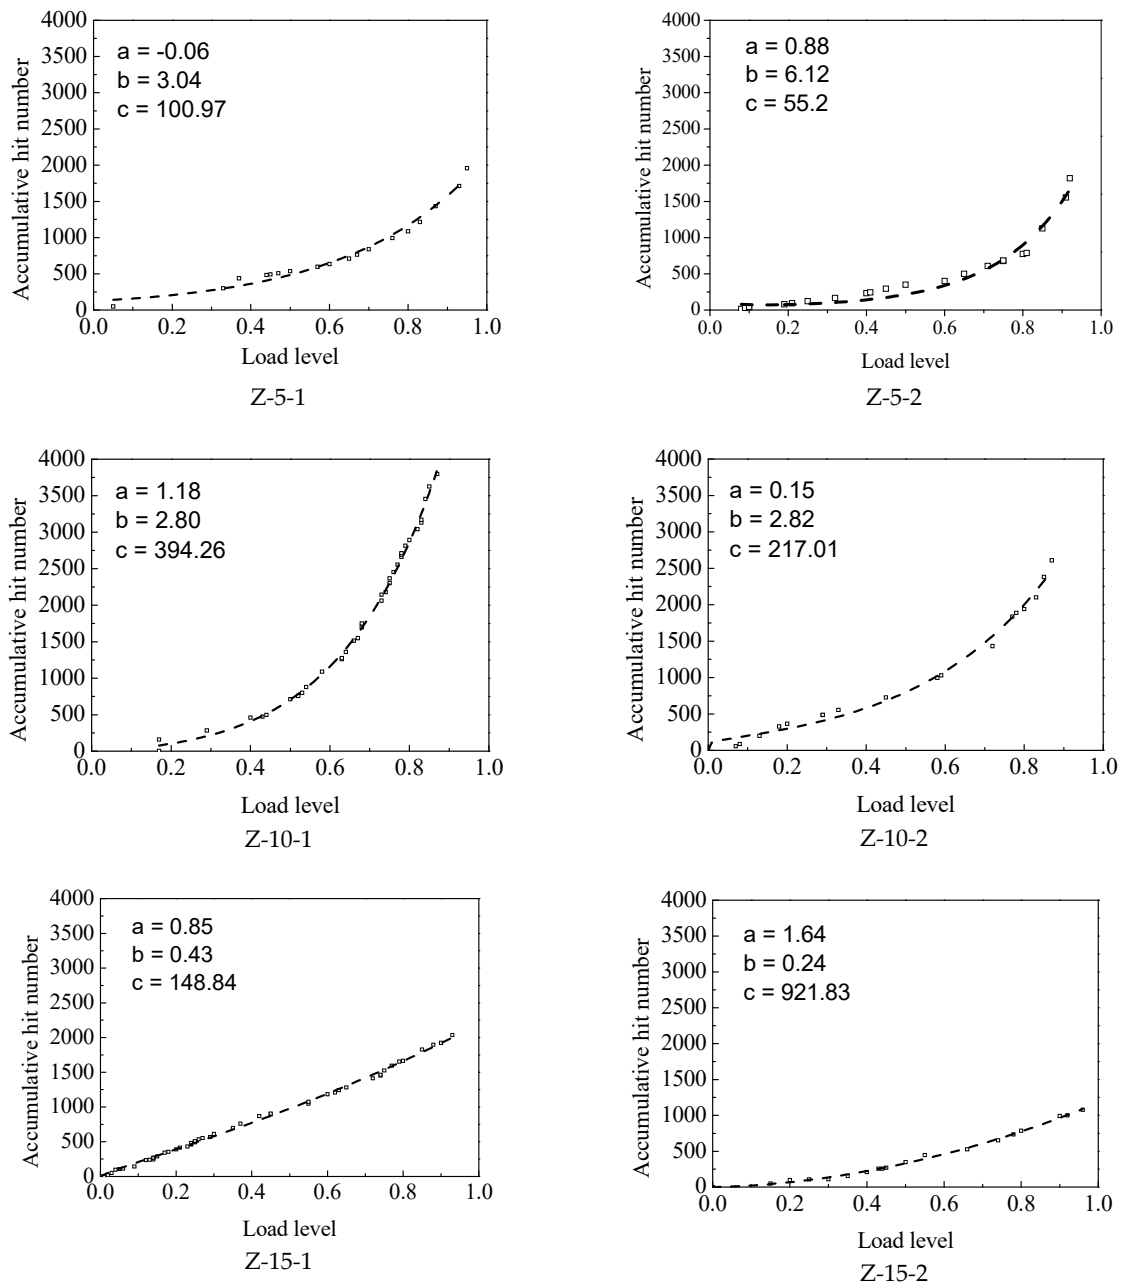 4000
3500
3000
2500
2000
1500
1000
500
0
Accumulative hit number
a = -0.06
b = 3.04
c = 100.97
0.0 0.2 0.4 0.6 0.8 1.0
Load level
Z-5-1
4000
3500
3000
2500
2000
1500
1000
500
0
Accumulative hit number
a = 0.88
b = 6.12
c = 55.2
0.0 0.2 0.4 0.6 0.8 1.0
Load level
Z-5-2
4000
3500
3000
2500
2000
1500
1000
500
0
Accumulative hit number
a = 1.18
b = 2.80
c = 394.26
0.0 0.2 0.4 0.6 0.8 1.0
Load level
Z-10-1
4000
3500
3000
2500
2000
1500
1000
500
0
Accumulative hit number
a = 0.15
b = 2.82
c = 217.01
0.0 0.2 0.4 0.6 0.8 1.0
Load level
Z-10-2
4000
3500
3000
2500
2000
1500
1000
500
0
Accumulative hit number
a = 0.85
b = 0.43
c = 148.84
0.0 0.2 0.4 0.6 0.8 1.0
Load level
Z-15-1
4000
3500
3000
2500
2000
1500
1000
500
0
Accumulative hit number
a = 1.64
b = 0.24
c = 921.83
0.0 0.2 0.4 0.6 0.8 1.0
Load level
Z-15-2